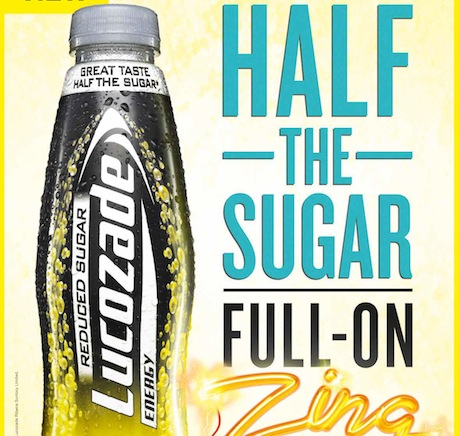 GREAT TASTE
HALF THE SUGAR
REDUCED SUGAR
Lucozade
ENERGY
HALF
THE
SUGAR
FULL-ON
Zing